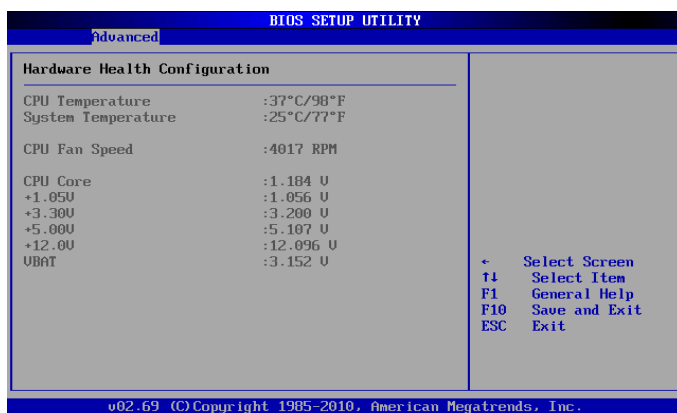 BIOS SETUP UTILITY
Advanced
Hardware Health Configuration
CPU Temperature :37°C/98°F
System Temperature :25°C/77°F
CPU Fan Speed :4017 RPM
CPU Core :1.184 V
+1.05V :1.056 V
+3.30V :3.200 V
+5.00V :5.107 V
+12.0V :12.096 V
VBAT :3.152 V
← Select Screen
↑↓ Select Item
F1 General Help
F10 Save and Exit
ESC Exit
v02.69 (C)Copyright 1985-2010, American Megatrends, Inc.